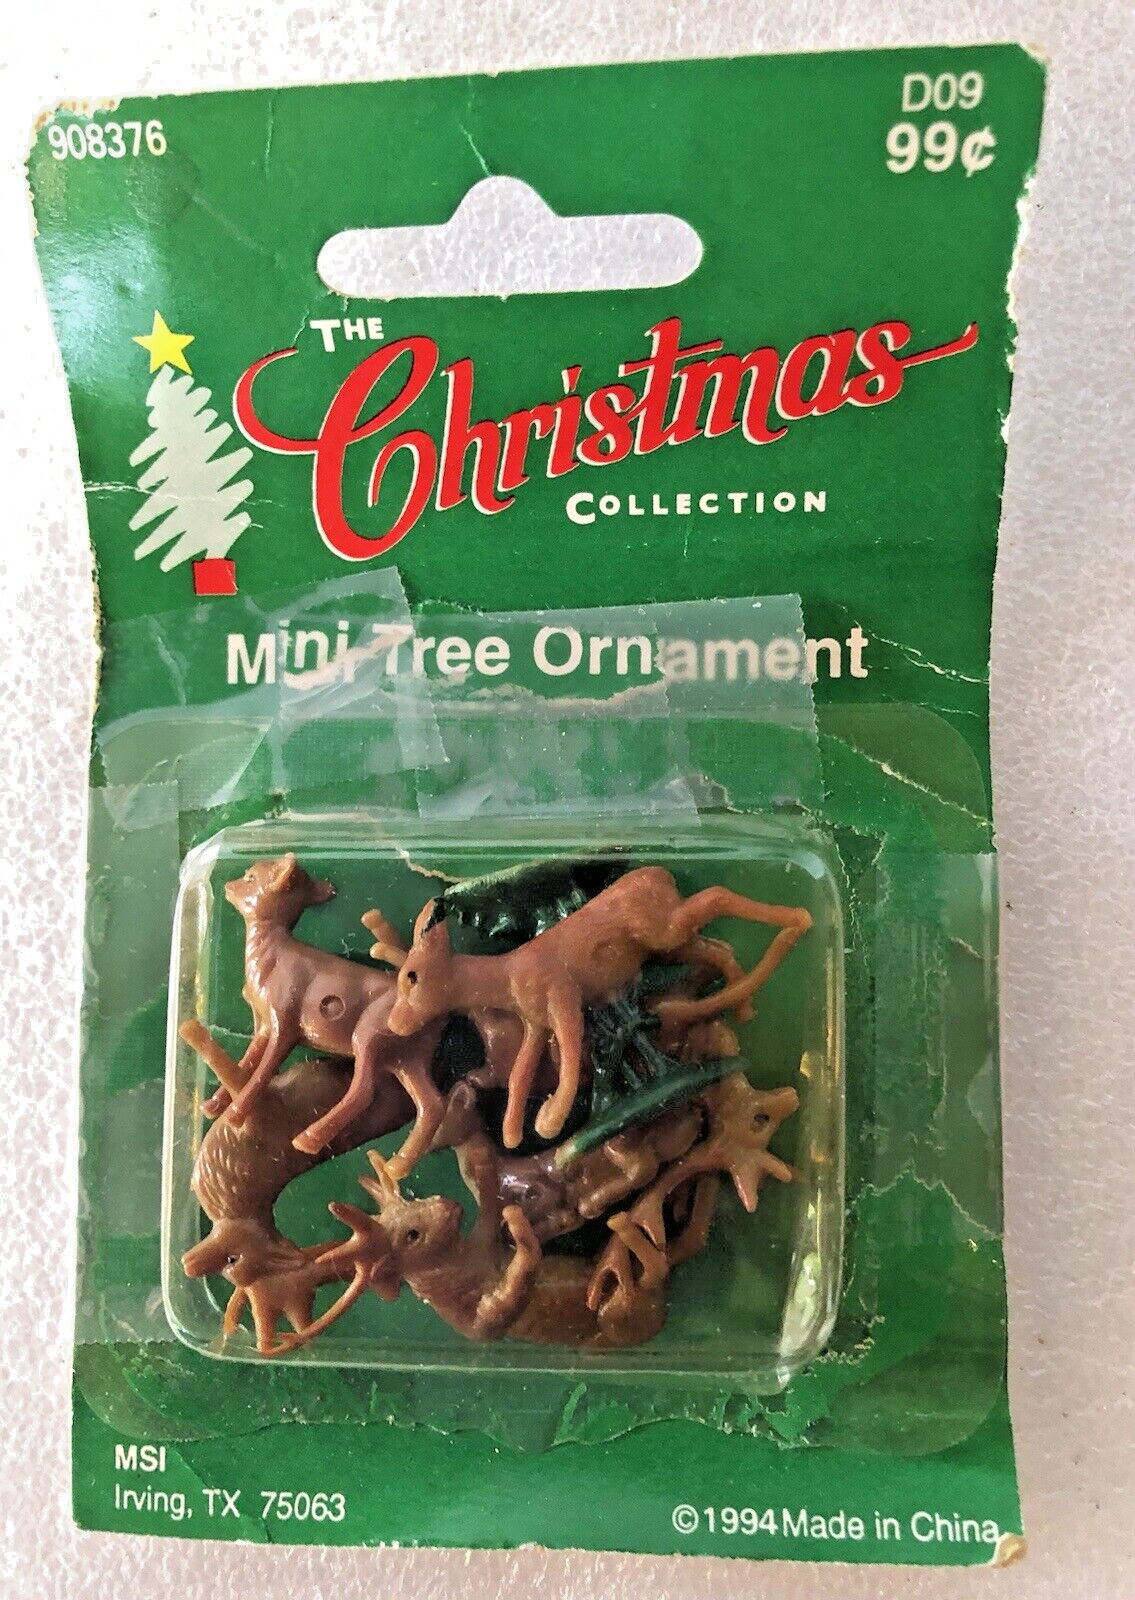 908376
D09
99¢
THE
Christmas
COLLECTION
Mini Tree Ornament
MSI
Irving, TX 75063
©1994 Made in China